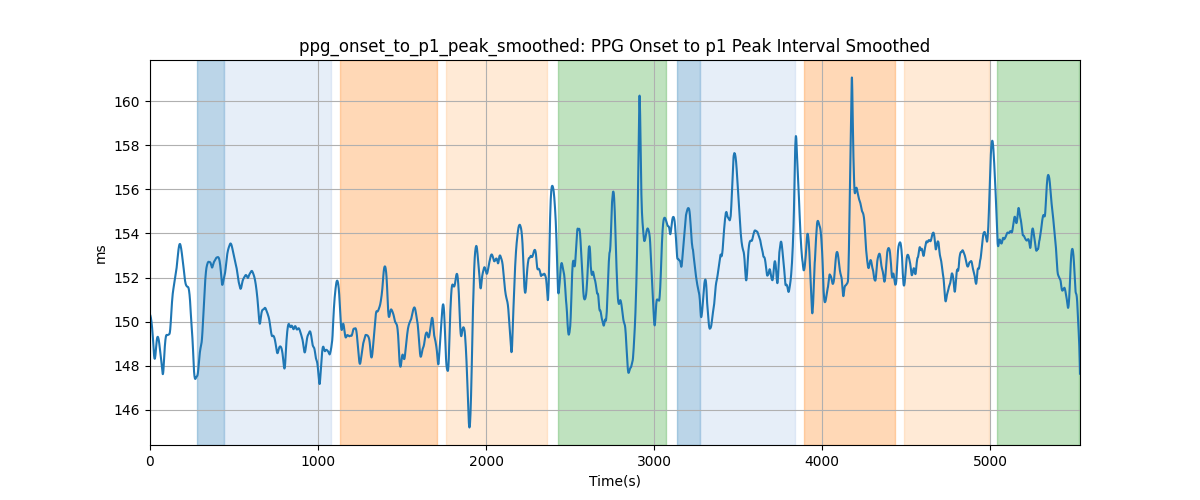 ppg_onset_to_p1_peak_smoothed: PPG Onset to p1 Peak Interval Smoothed
160
158
156
154
152
150
148
146
ms
0 1000 2000 3000 4000 5000
Time(s)